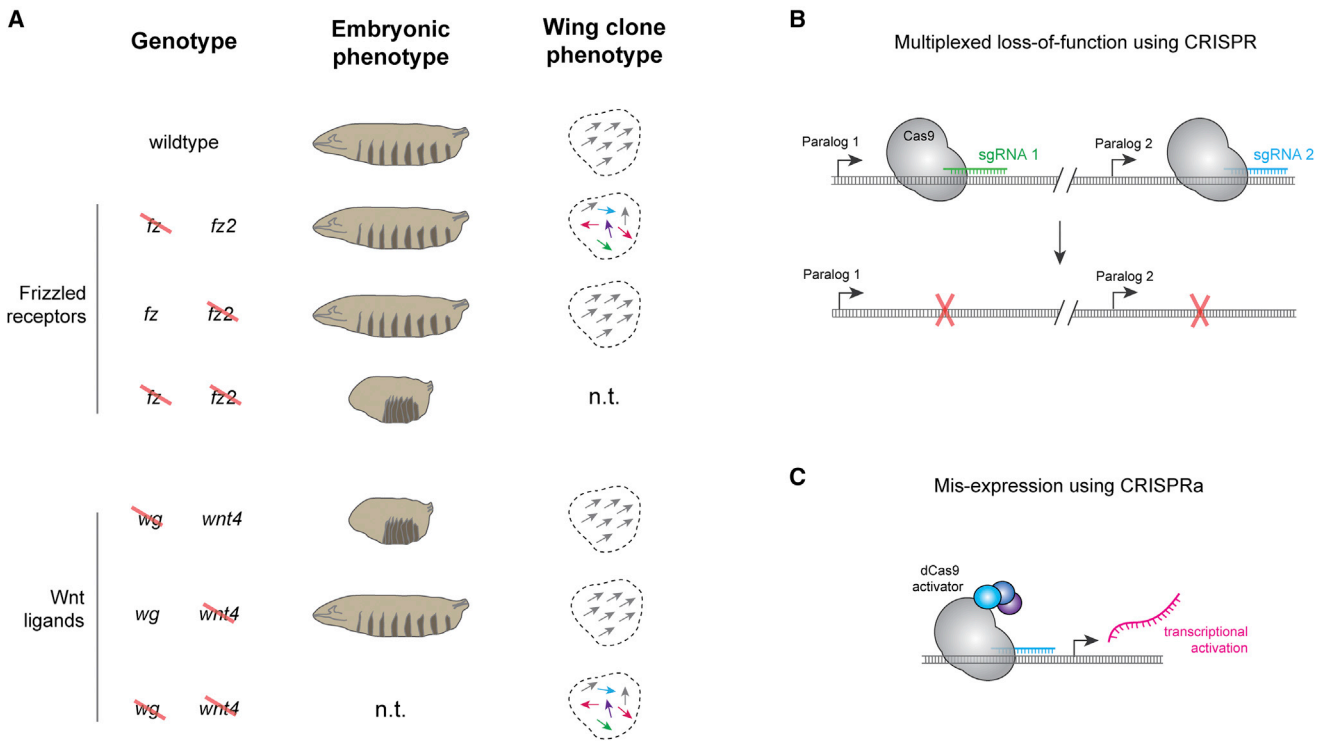 A
Genotype
Embryonic
phenotype
Wing clone
phenotype
wildtype
Frizzled
receptors
fz fz2
fz fz2
fz fz2
n.t.
Wnt
ligands
wg wnt4
wg wnt4
wg wnt4
n.t.
B
Multiplexed loss-of-function using CRISPR
Paralog 1
Cas9
sgRNA 1
Paralog 2
sgRNA 2
Paralog 1
Paralog 2
C
Mis-expression using CRISPRa
dCas9
activator
transcriptional
activation